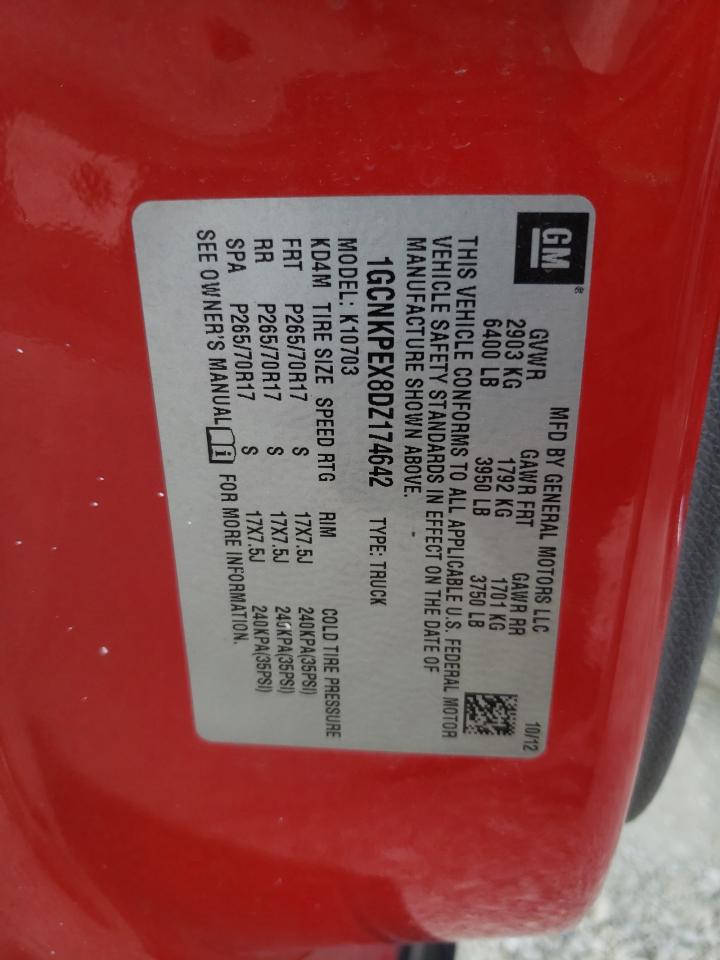 GM®
MFD BY GENERAL MOTORS LLC 10/12
GVWR GAWR FRT GAWR RR
2903 KG 1792 KG 1701 KG
6400 LB 3950 LB 3750 LB
THIS VEHICLE CONFORMS TO ALL APPLICABLE U.S. FEDERAL MOTOR
VEHICLE SAFETY STANDARDS IN EFFECT ON THE DATE OF
MANUFACTURE SHOWN ABOVE.
1GCNKPEX8DZ174642 TYPE: TRUCK
MODEL: K10703
KD4M TIRE SIZE SPEED RTG RIM COLD TIRE PRESSURE
FRT P265/70R17 S 17X7.5J 240KPA(35PSI)
RR P265/70R17 S 17X7.5J 240KPA(35PSI)
SPA P265/70R17 S 17X7.5J 240KPA(35PSI)
SEE OWNER'S MANUAL i FOR MORE INFORMATION.